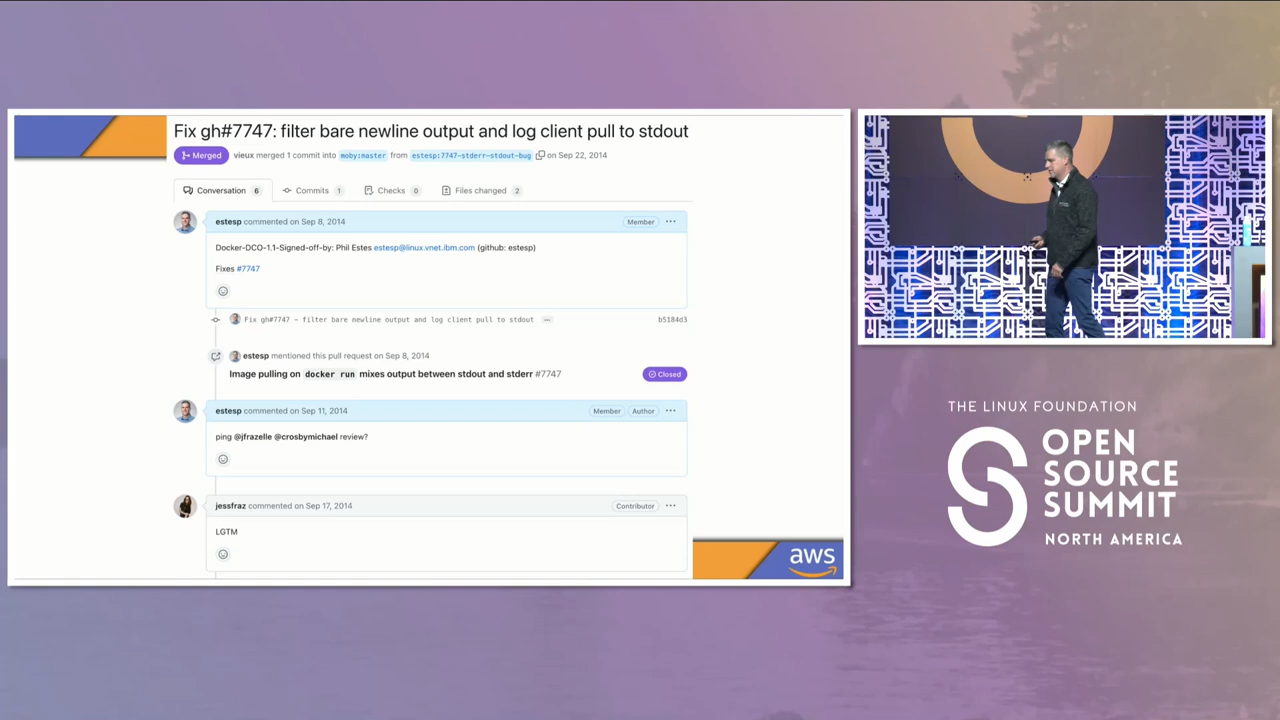 Fix gh#7747: filter bare newline output and log client pull to stdout
Merged vieux merged 1 commit into moby:master from estesp:7747-stderr-stdout-bug on Sep 22, 2014
Conversation 6 Commits 1 Checks 0 Files changed 2
estesp commented on Sep 8, 2014 Member ...
Docker-DCO-1.1-Signed-off-by: Phil Estes estesp@linux.vnet.ibm.com (github: estesp)
Fixes #7747
Fix gh#7747 - filter bare newline output and log client pull to stdout ... b5184d3
estesp mentioned this pull request on Sep 8, 2014
Image pulling on docker run mixes output between stdout and stderr #7747 Closed
estesp commented on Sep 11, 2014 Member Author ...
ping @jfrazelle @crosbymichael review?
jessfraz commented on Sep 17, 2014 Contributor ...
LGTM
aws
THE LINUX FOUNDATION
OPEN
SOURCE
SUMMIT
NORTH AMERICA